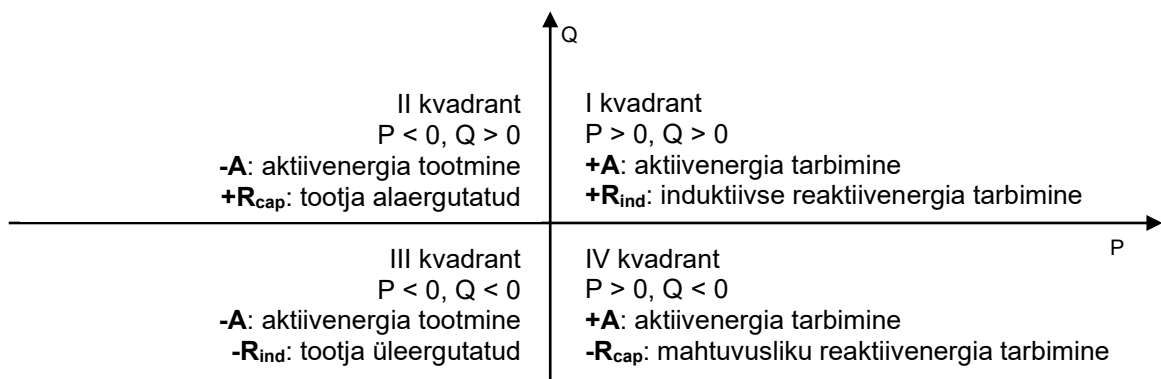 Q
II kvadrant
P < 0, Q > 0
-A: aktiivenergia tootmine
+Rcap: tootja alaergutatud
I kvadrant
P > 0, Q > 0
+A: aktiivenergia tarbimine
+Rind: induktiivse reaktiivenergia tarbimine
P
III kvadrant
P < 0, Q < 0
-A: aktiivenergia tootmine
-Rind: tootja üleergutatud
IV kvadrant
P > 0, Q < 0
+A: aktiivenergia tarbimine
-Rcap: mahtuvusliku reaktiivenergia tarbimine